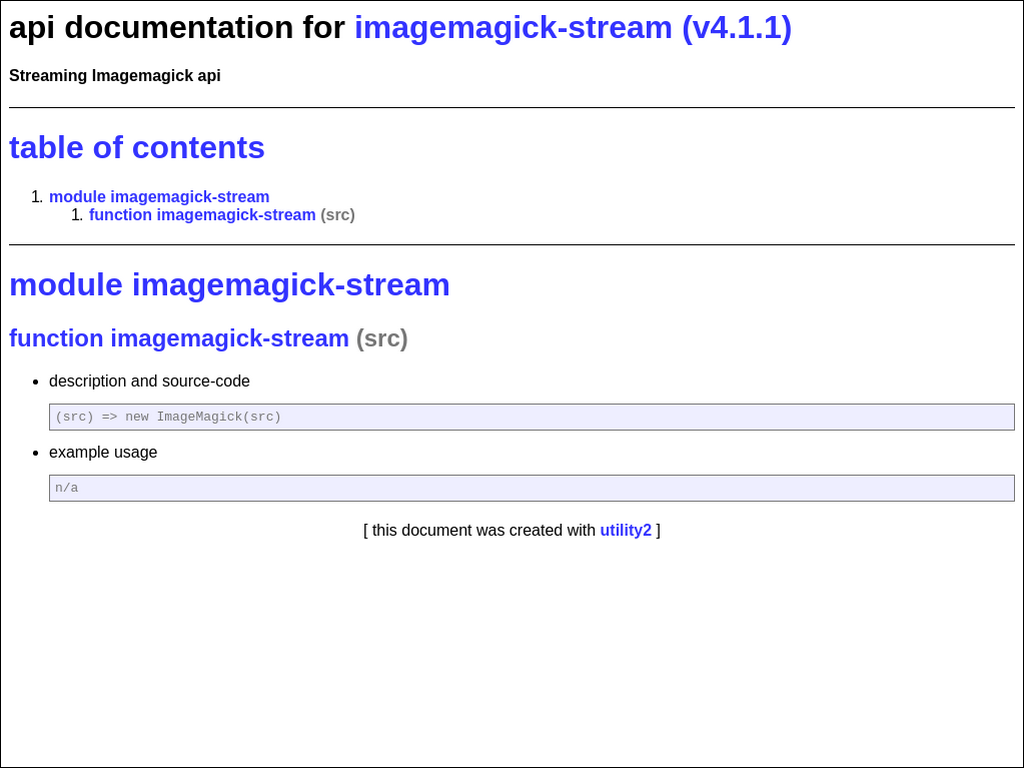 api documentation for imagemagick-stream (v4.1.1)
Streaming Imagemagick api
table of contents
1. module imagemagick-stream
1. function imagemagick-stream (src)
module imagemagick-stream
function imagemagick-stream (src)
• description and source-code
(src) => new ImageMagick(src)
• example usage
n/a
[ this document was created with utility2 ]